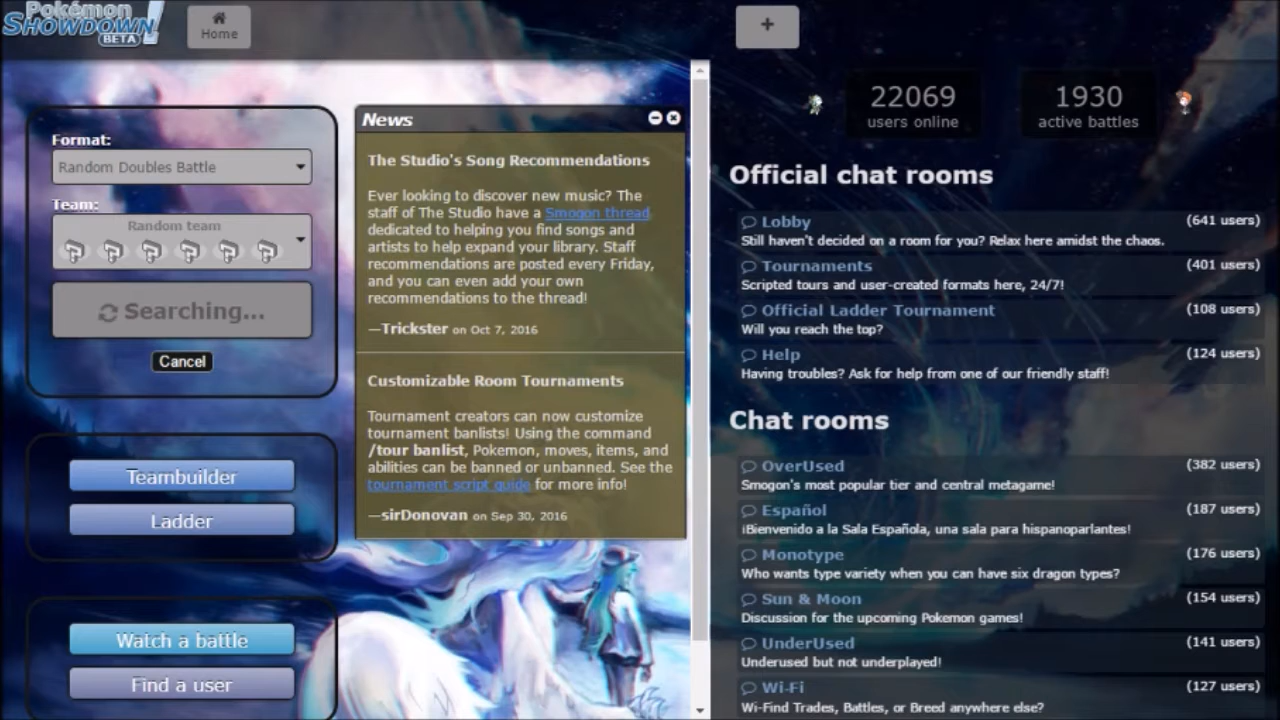 Pokémon
SHOWDOWN!
BETA
Home
+
Format:
Random Doubles Battle
Team:
Random team
Searching...
Cancel
Teambuilder
Ladder
Watch a battle
Find a user
News
The Studio's Song Recommendations
Ever looking to discover new music? The
staff of The Studio have a Smogon thread
dedicated to helping you find songs and
artists to help expand your library. Staff
recommendations are posted every Friday,
and you can even add your own
recommendations to the thread!
—Trickster on Oct 7, 2016
Customizable Room Tournaments
Tournament creators can now customize
tournament banlists! Using the command
/tour banlist, Pokemon, moves, items, and
abilities can be banned or unbanned. See the
tournament script guide for more info!
—sirDonovan on Sep 30, 2016
22069
users online
1930
active battles
Official chat rooms
Lobby (641 users)
Still haven't decided on a room for you? Relax here amidst the chaos.
Tournaments (401 users)
Scripted tours and user-created formats here, 24/7!
Official Ladder Tournament (108 users)
Will you reach the top?
Help (124 users)
Having troubles? Ask for help from one of our friendly staff!
Chat rooms
OverUsed (382 users)
Smogon's most popular tier and central metagame!
Español (187 users)
¡Bienvenido a la Sala Española, una sala para hispanoparlantes!
Monotype (176 users)
Who wants type variety when you can have six dragon types?
Sun & Moon (154 users)
Discussion for the upcoming Pokemon games!
UnderUsed (141 users)
Underused but not underplayed!
Wi-Fi (127 users)
Wi-Find Trades, Battles, or Breed anywhere else?